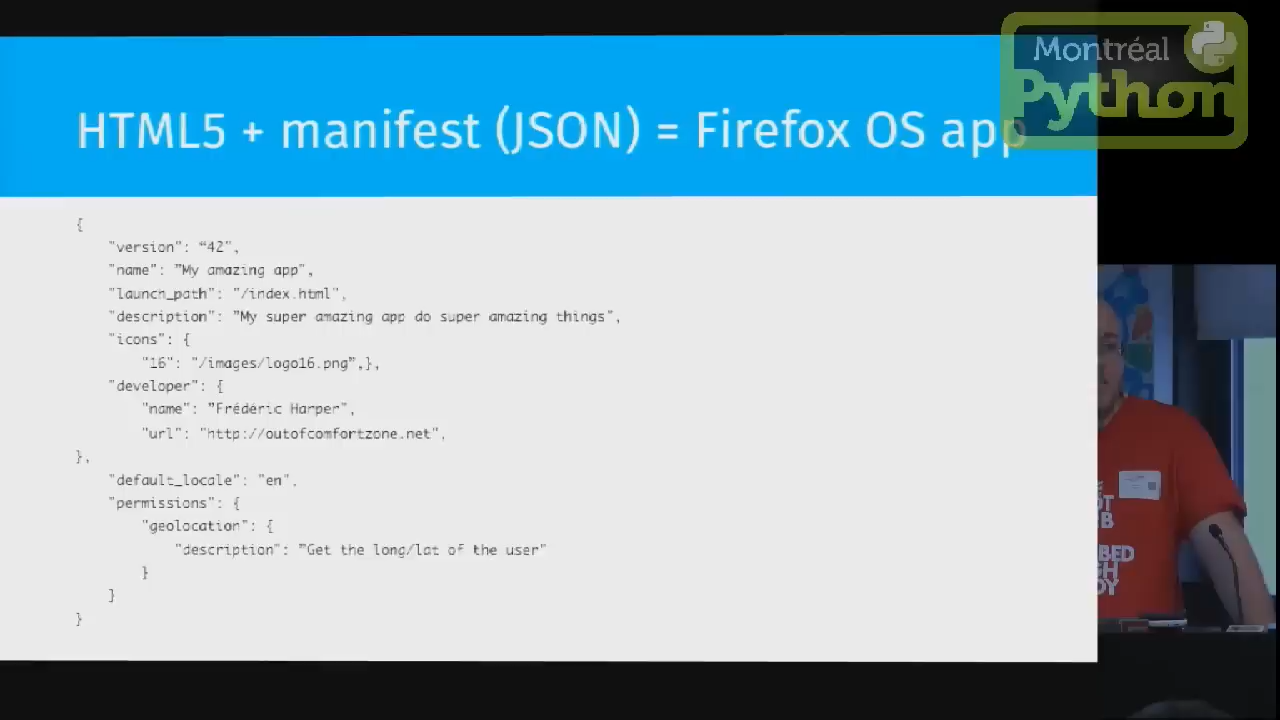 Montréal
Python
HTML5 + manifest (JSON) = Firefox OS app
{
"version": “42”,
"name": ”My amazing app”,
"launch_path": "/index.html",
"description": "My super amazing app do super amazing things",
"icons": {
"16": "/images/logo16.png”,},
"developer": {
"name": ”Frédéric Harper”,
"url": "http://outofcomfortzone.net",
},
"default_locale": "en",
"permissions": {
"geolocation": {
"description": ”Get the long/lat of the user"
}
}
}